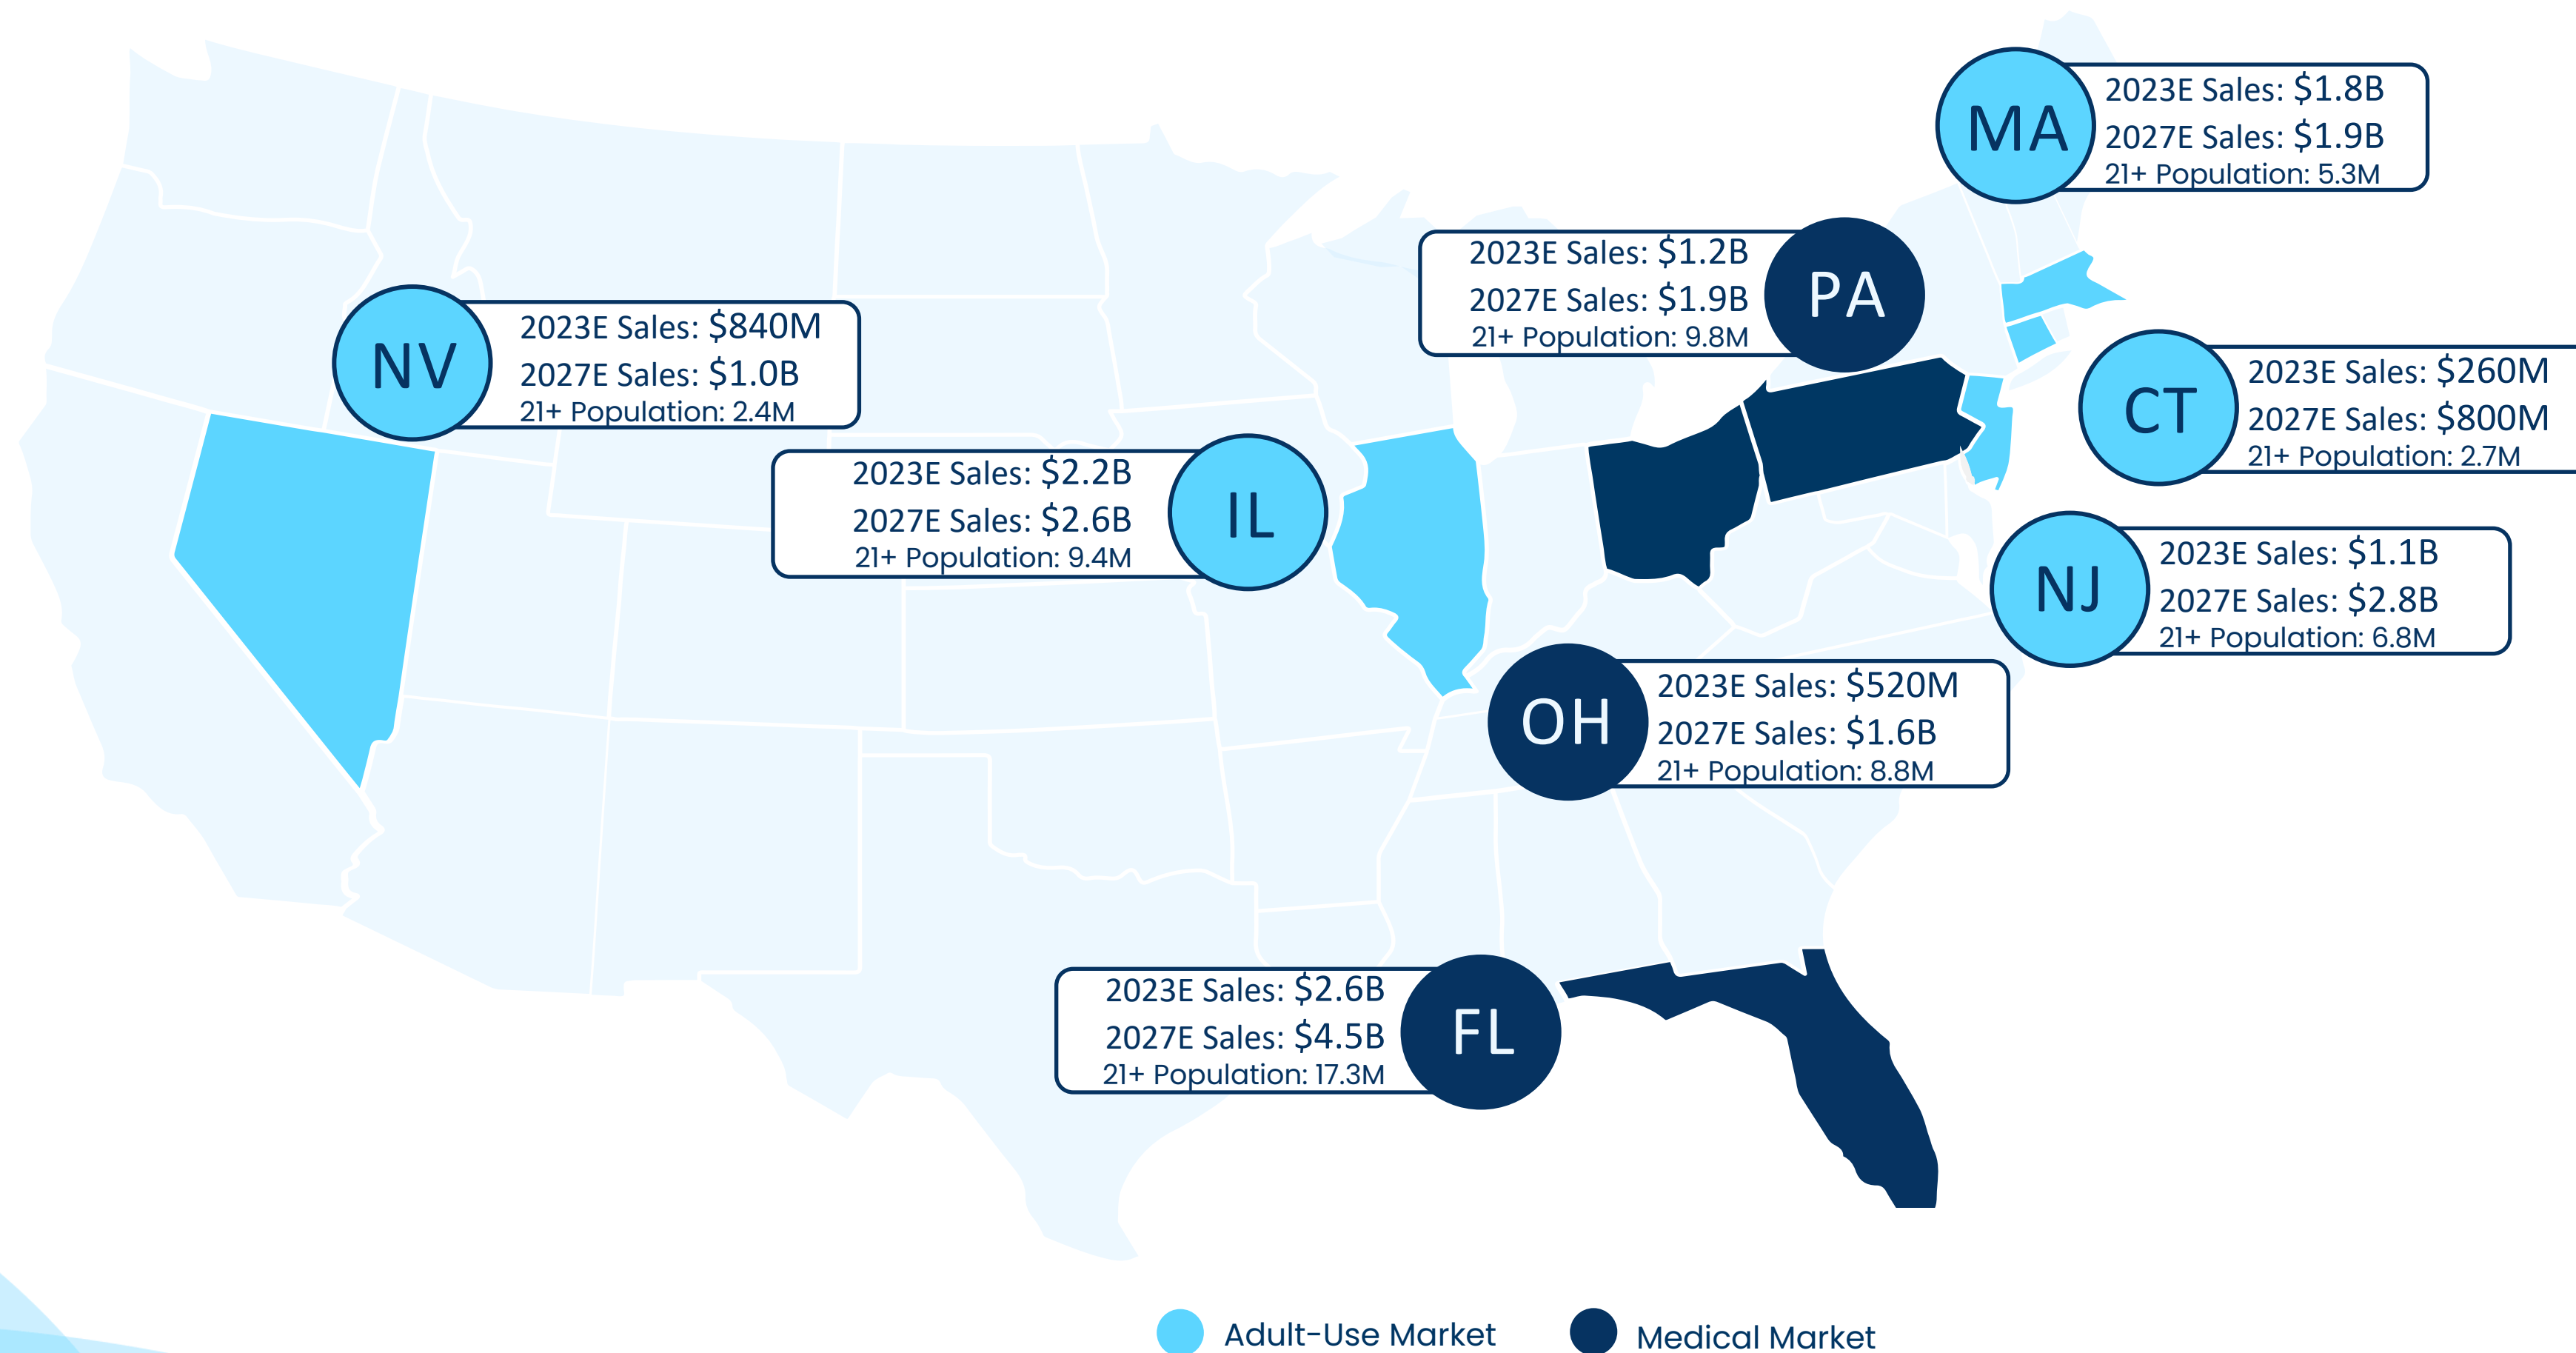 MA
2023E Sales: $1.8B
2027E Sales: $1.9B
21+ Population: 5.3M
2023E Sales: $1.2B
2027E Sales: $1.9B
21+ Population: 9.8M
PA
NV
2023E Sales: $840M
2027E Sales: $1.0B
21+ Population: 2.4M
CT
2023E Sales: $260M
2027E Sales: $800M
21+ Population: 2.7M
2023E Sales: $2.2B
2027E Sales: $2.6B
21+ Population: 9.4M
IL
NJ
2023E Sales: $1.1B
2027E Sales: $2.8B
21+ Population: 6.8M
OH
2023E Sales: $520M
2027E Sales: $1.6B
21+ Population: 8.8M
2023E Sales: $2.6B
2027E Sales: $4.5B
21+ Population: 17.3M
FL
Adult-Use Market
Medical Market